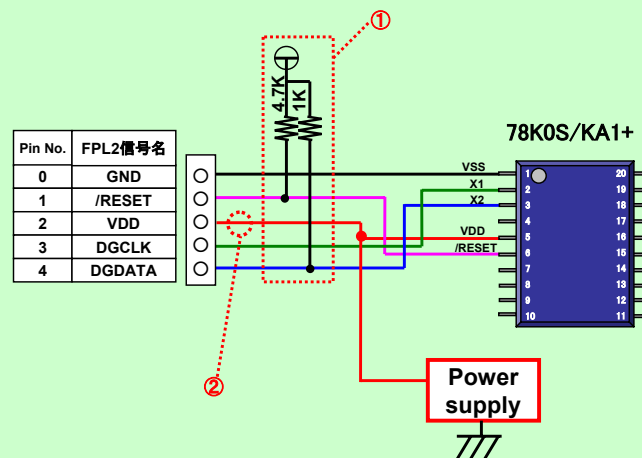 ①
4.7K
1K
78K0S/KA1+
Pin No. FPL2信号名
0 GND
1 /RESET
2 VDD
3 DGCLK
4 DGDATA
VSS
X1
X2
VDD
/RESET
1 20
2 19
3 18
4 17
5 16
6 15
7 14
8 13
9 12
10 11
②
Power
supply